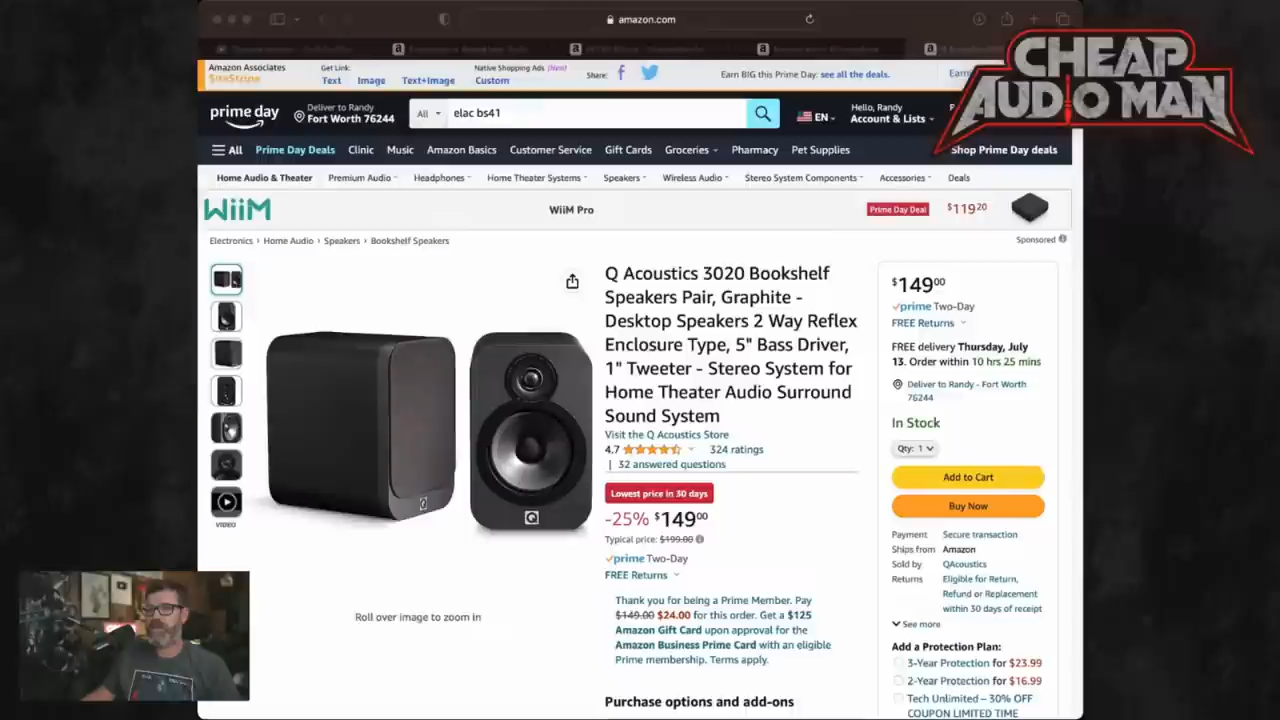 amazon.com
CHEAP
AUDIO MAN
Amazon Associates
SiteStripe
Get Link:
Text Image Text+Image
Native Shopping Ads (New)
Custom
Share:
Earn BIG this Prime Day: see all the deals.
Earn
prime day
Deliver to Randy
Fort Worth 76244
All
elac bs41
EN
Hello, Randy
Account & Lists
All
Prime Day Deals
Clinic
Music
Amazon Basics
Customer Service
Gift Cards
Groceries
Pharmacy
Pet Supplies
Shop Prime Day deals
Home Audio & Theater
Premium Audio
Headphones
Home Theater Systems
Speakers
Wireless Audio
Stereo System Components
Accessories
Deals
WiiM
WiiM Pro
Prime Day Deal
$119.20
Electronics › Home Audio › Speakers › Bookshelf Speakers
Sponsored
Q Acoustics 3020 Bookshelf
Speakers Pair, Graphite -
Desktop Speakers 2 Way Reflex
Enclosure Type, 5" Bass Driver,
1" Tweeter - Stereo System for
Home Theater Audio Surround
Sound System
Visit the Q Acoustics Store
4.7
324 ratings
| 32 answered questions
Lowest price in 30 days
-25% $149.00
Typical price: $199.00
prime Two-Day
FREE Returns
Thank you for being a Prime Member. Pay
$149.00 $24.00 for this order. Get a $125
Amazon Gift Card upon approval for the
Amazon Business Prime Card with an eligible
Prime membership. Terms apply.
Purchase options and add-ons
VIDEO
Roll over image to zoom in
$149.00
prime Two-Day
FREE Returns
FREE delivery Thursday, July
13. Order within 10 hrs 25 mins
Deliver to Randy - Fort Worth
76244
In Stock
Qty: 1
Add to Cart
Buy Now
Payment Secure transaction
Ships from Amazon
Sold by QAcoustics
Returns Eligible for Return,
Refund or Replacement
within 30 days of receipt
See more
Add a Protection Plan:
3-Year Protection for $23.99
2-Year Protection for $16.99
Tech Unlimited – 30% OFF
COUPON LIMITED TIME